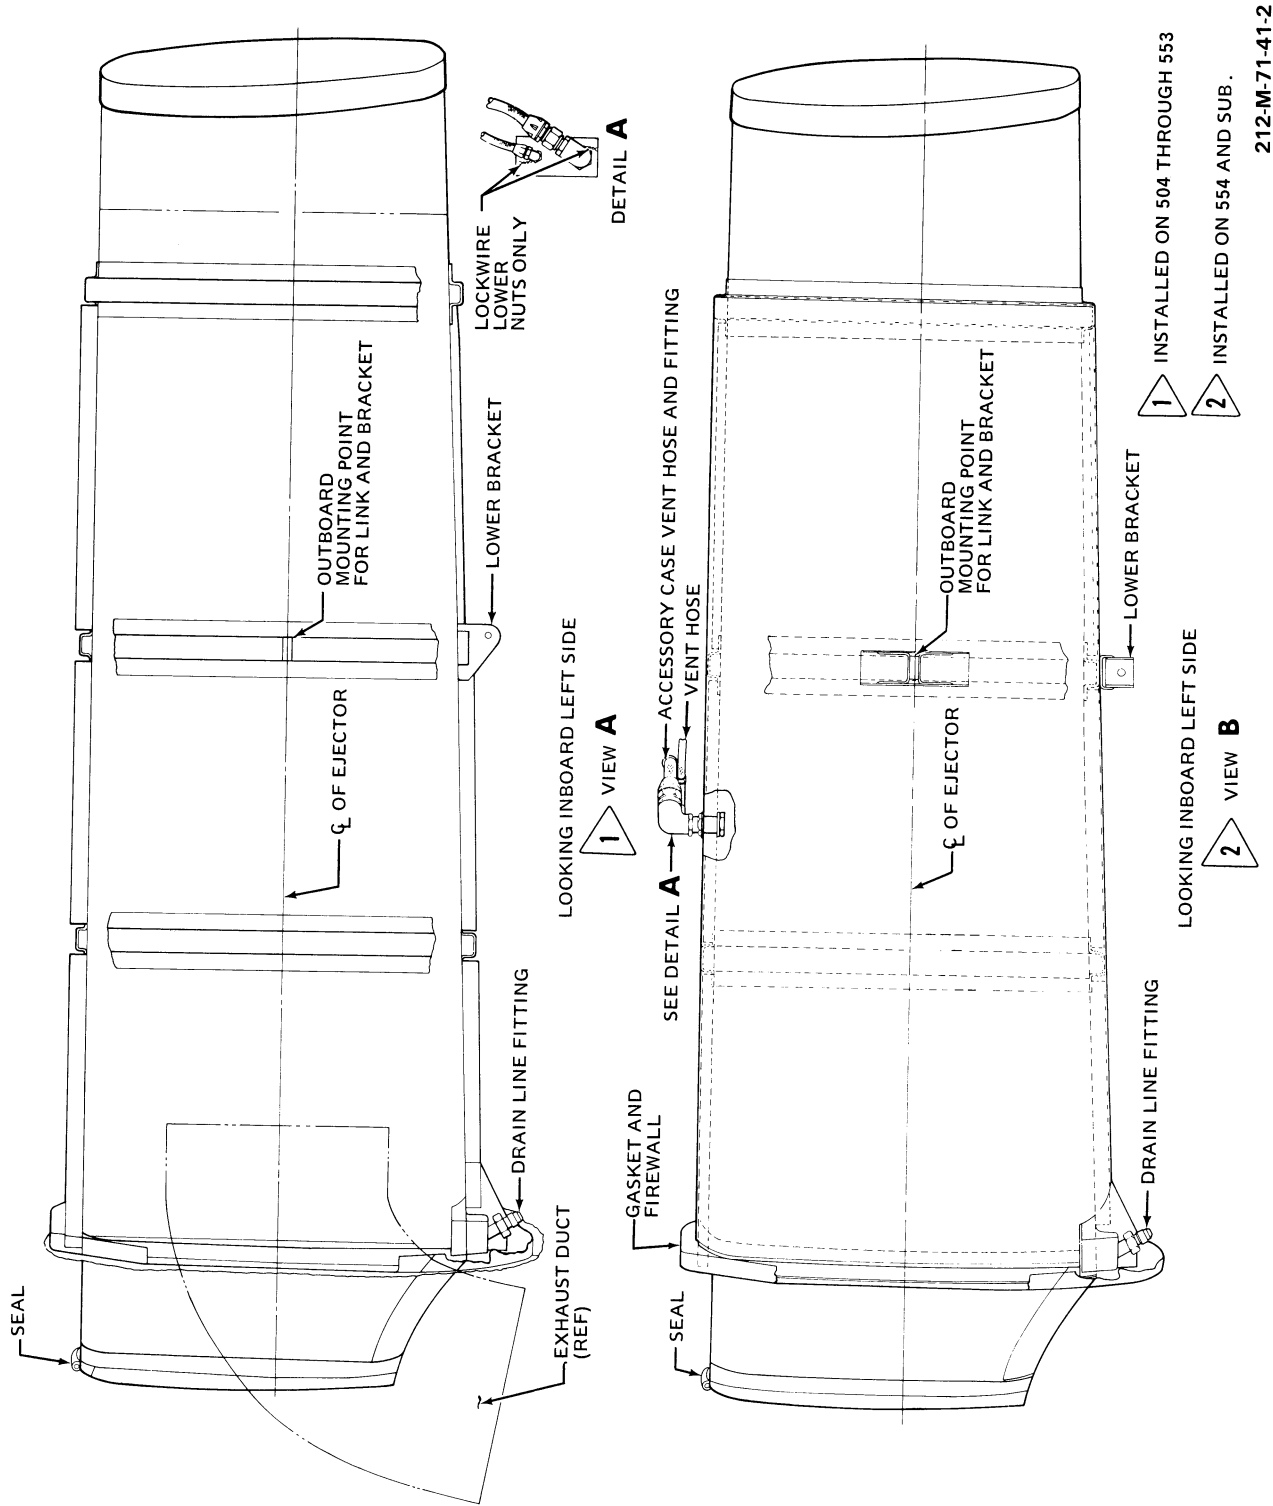 SEAL
EXHAUST DUCT
(REF)
DRAIN LINE FITTING
℄ OF EJECTOR
OUTBOARD
MOUNTING POINT
FOR LINK AND BRACKET
LOWER BRACKET
LOCKWIRE
LOWER
NUTS ONLY
DETAIL A
LOOKING INBOARD LEFT SIDE
1 VIEW A
SEAL
GASKET AND
FIREWALL
SEE DETAIL A
ACCESSORY CASE VENT HOSE AND FITTING
VENT HOSE
℄ OF EJECTOR
OUTBOARD
MOUNTING POINT
FOR LINK AND BRACKET
DRAIN LINE FITTING
LOWER BRACKET
LOOKING INBOARD LEFT SIDE
2 VIEW B
1 INSTALLED ON 504 THROUGH 553
2 INSTALLED ON 554 AND SUB.
212-M-71-41-2